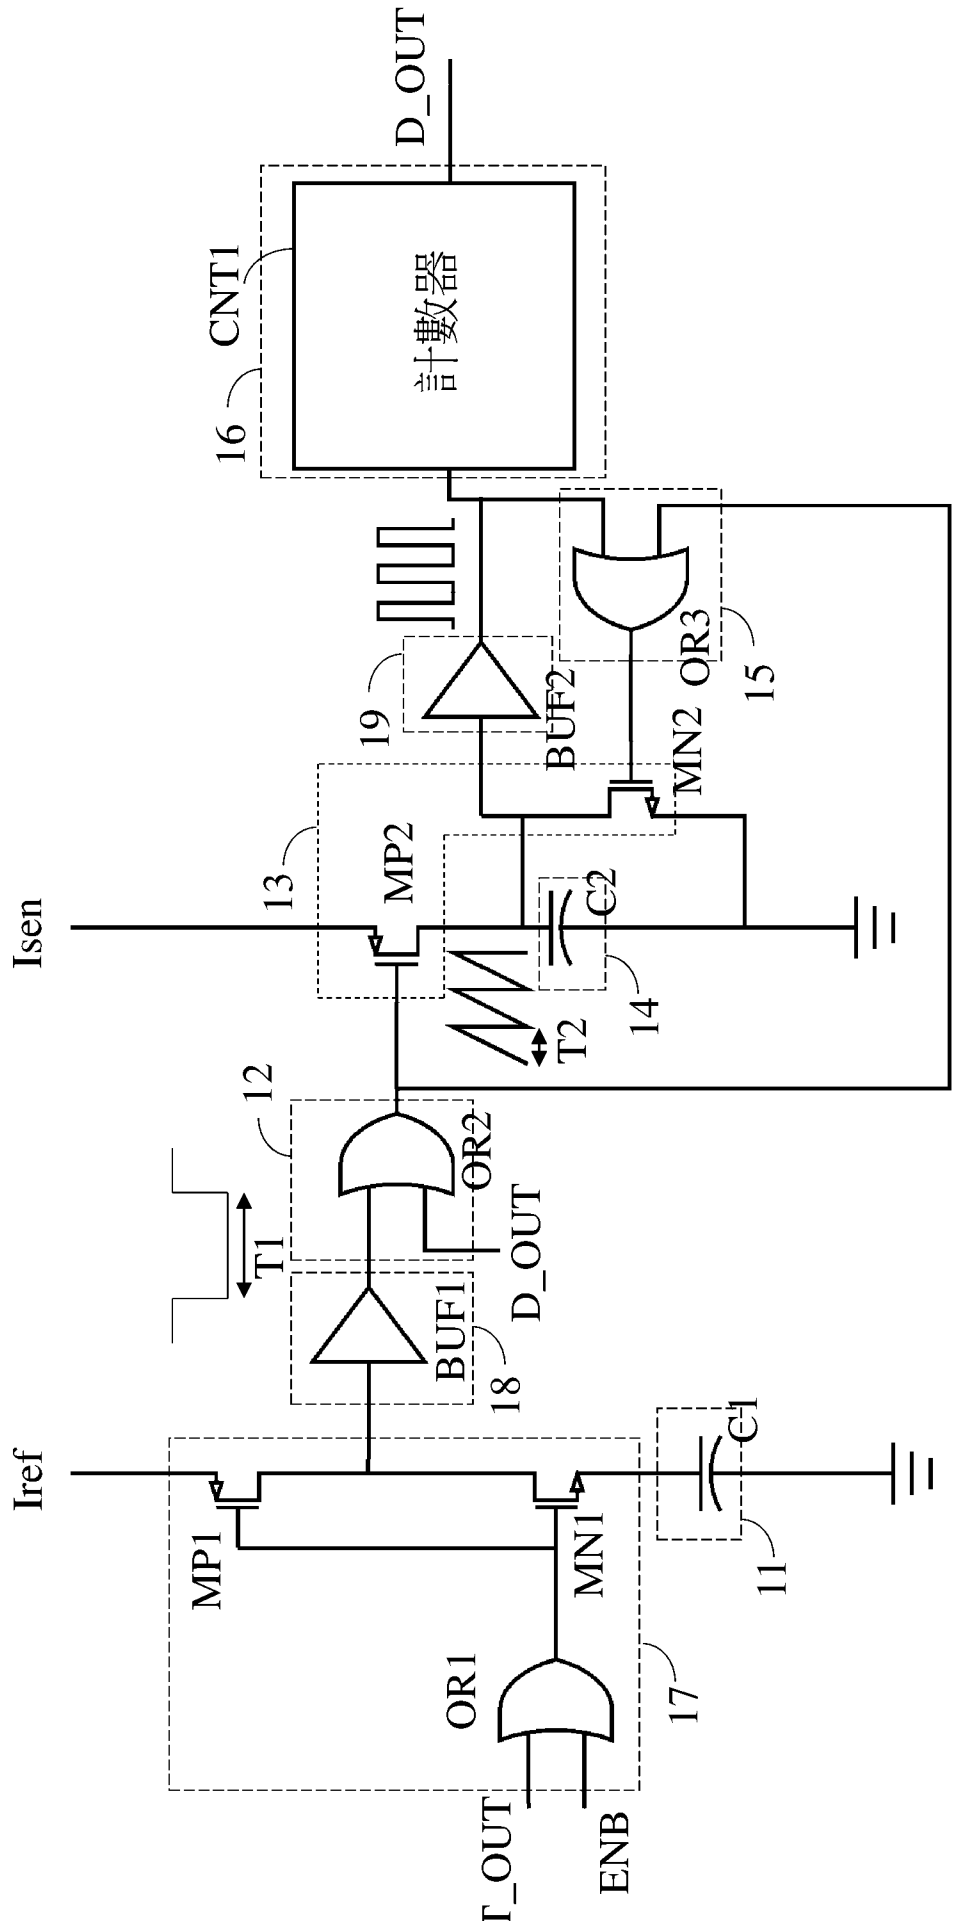 Iref
Isen
T1
12
16
CNT1
MP1
13
MP2
19
計數器
D_OUT
OR1
BUF1
18
OR2
D_OUT
T2
14
C2
BUF2
MN2
OR3
15
T_OUT
ENB
17
MN1
11
C1